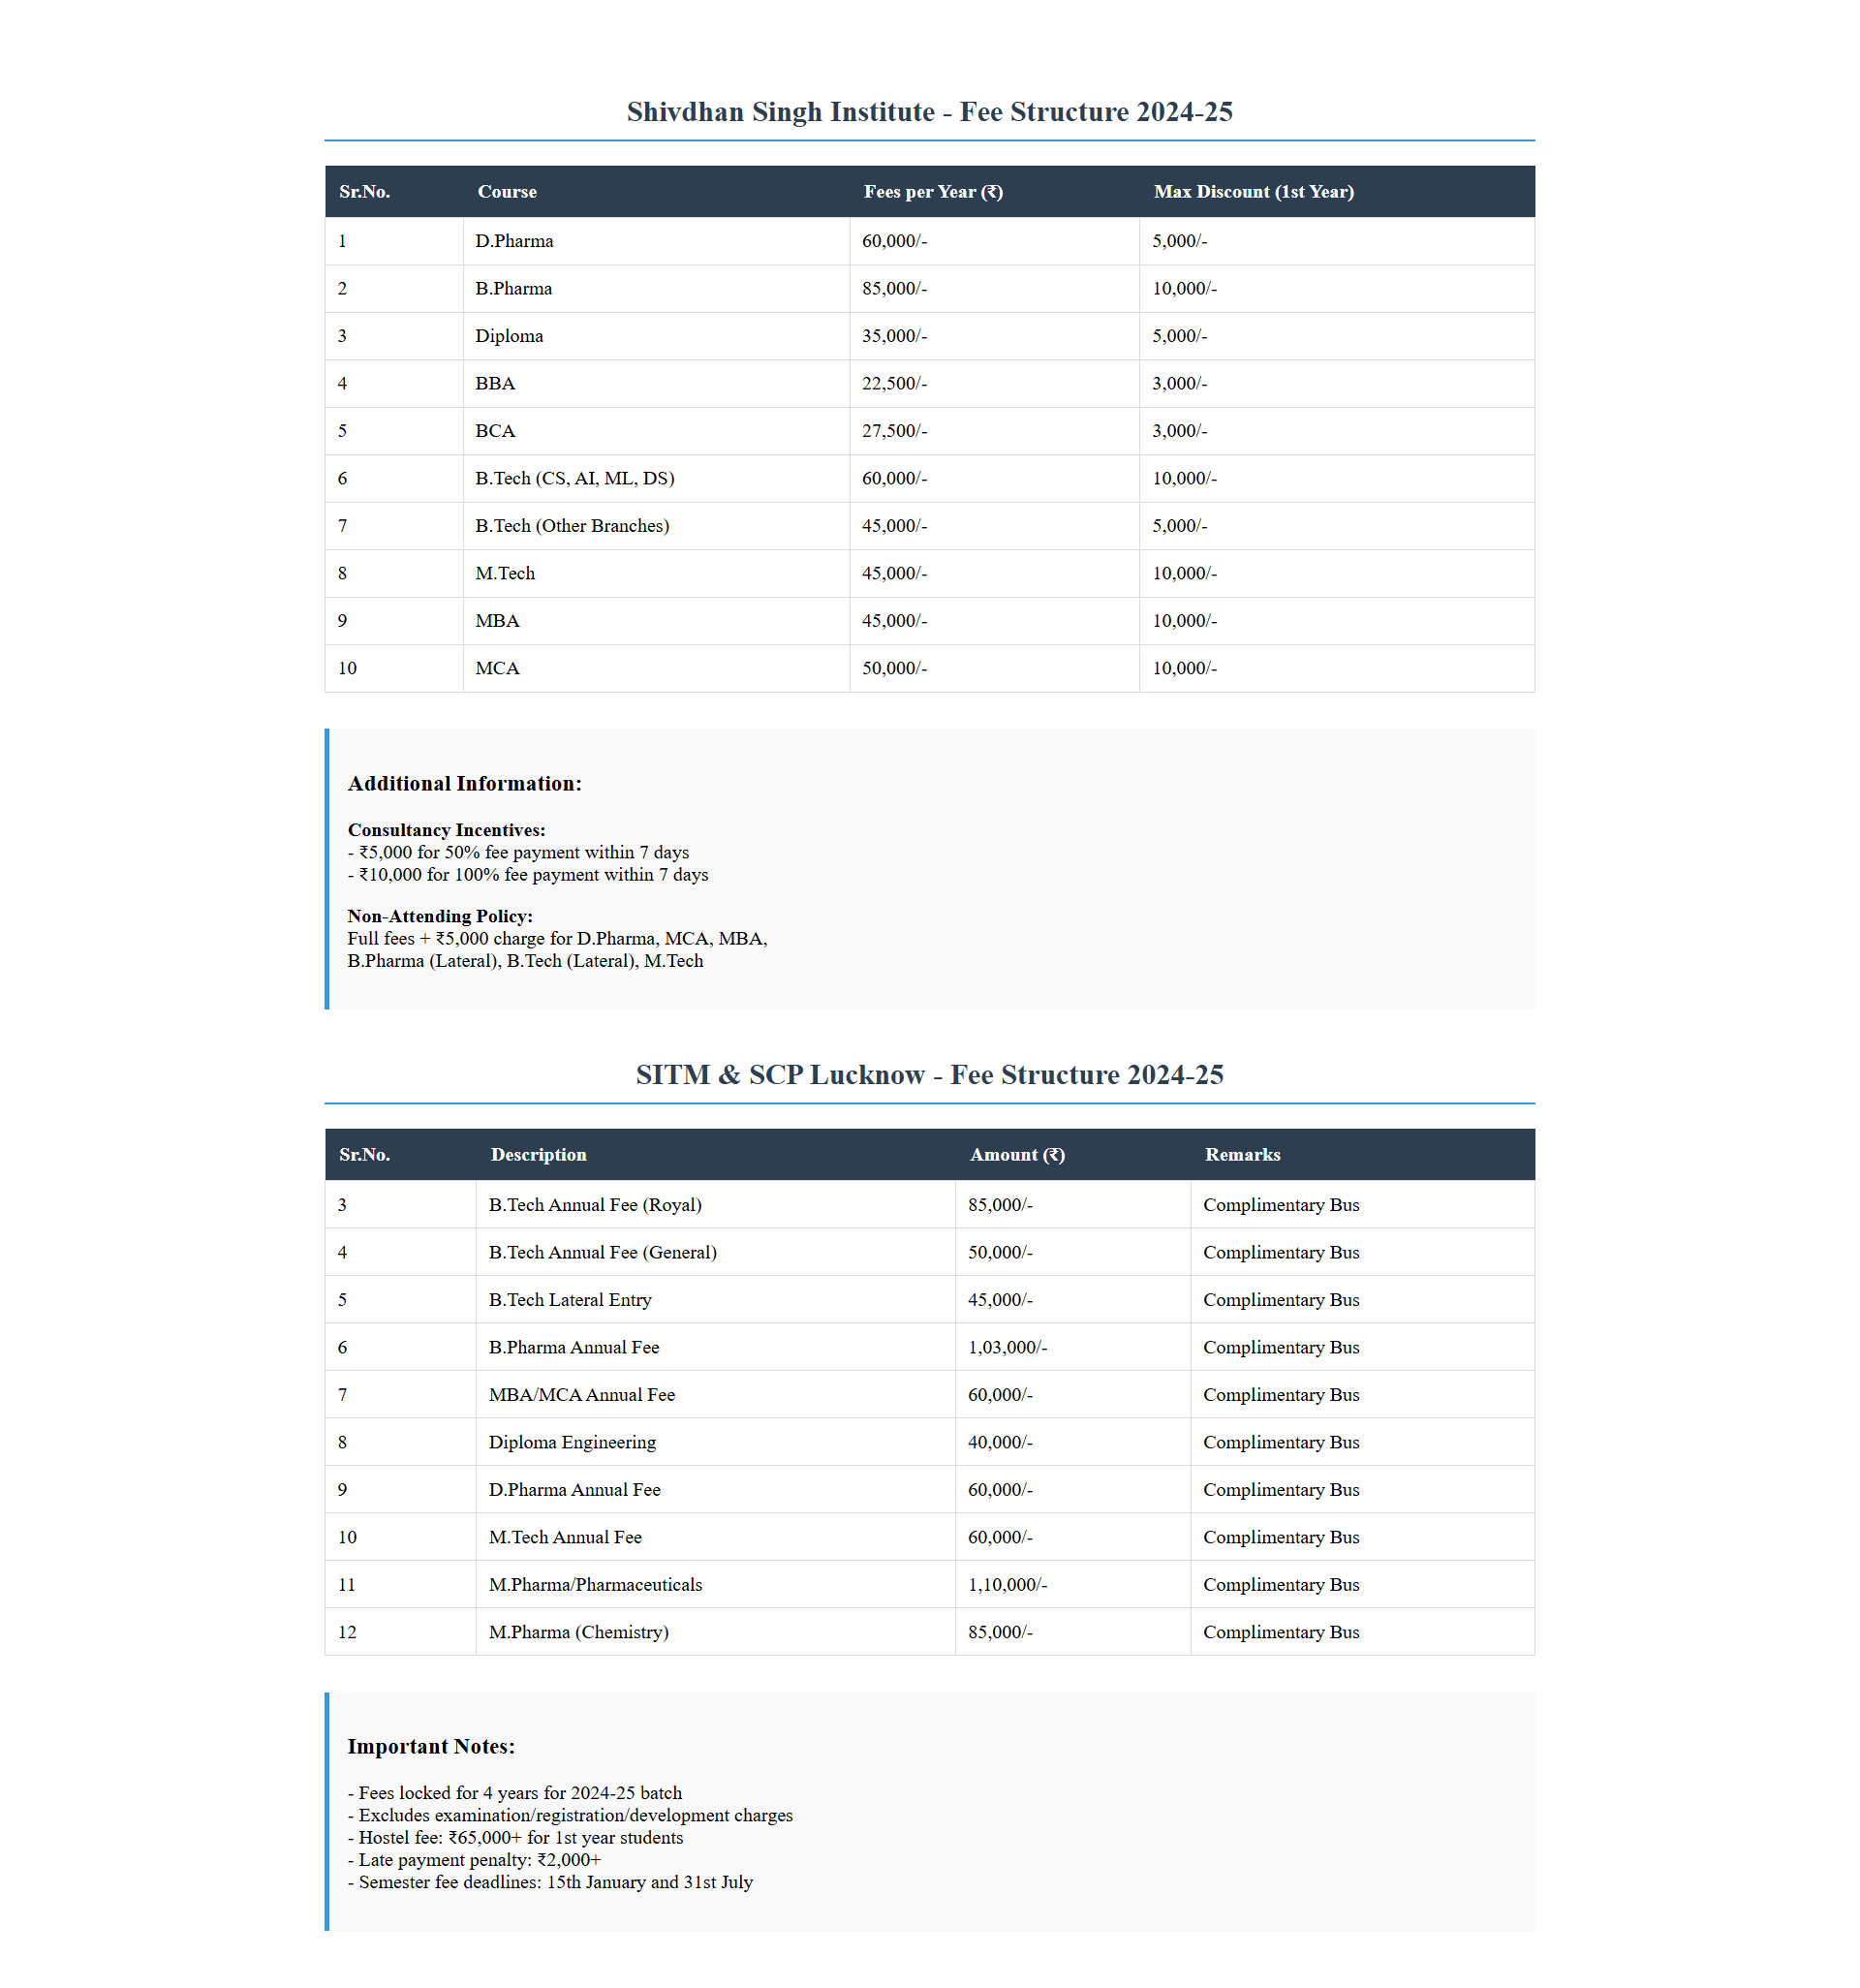 Shivdhan Singh Institute - Fee Structure 2024-25
Sr.No. Course Fees per Year (₹) Max Discount (1st Year)
1 D.Pharma 60,000/- 5,000/-
2 B.Pharma 85,000/- 10,000/-
3 Diploma 35,000/- 5,000/-
4 BBA 22,500/- 3,000/-
5 BCA 27,500/- 3,000/-
6 B.Tech (CS, AI, ML, DS) 60,000/- 10,000/-
7 B.Tech (Other Branches) 45,000/- 5,000/-
8 M.Tech 45,000/- 10,000/-
9 MBA 45,000/- 10,000/-
10 MCA 50,000/- 10,000/-
Additional Information:
Consultancy Incentives:
- ₹5,000 for 50% fee payment within 7 days
- ₹10,000 for 100% fee payment within 7 days
Non-Attending Policy:
Full fees + ₹5,000 charge for D.Pharma, MCA, MBA,
B.Pharma (Lateral), B.Tech (Lateral), M.Tech
SITM & SCP Lucknow - Fee Structure 2024-25
Sr.No. Description Amount (₹) Remarks
3 B.Tech Annual Fee (Royal) 85,000/- Complimentary Bus
4 B.Tech Annual Fee (General) 50,000/- Complimentary Bus
5 B.Tech Lateral Entry 45,000/- Complimentary Bus
6 B.Pharma Annual Fee 1,03,000/- Complimentary Bus
7 MBA/MCA Annual Fee 60,000/- Complimentary Bus
8 Diploma Engineering 40,000/- Complimentary Bus
9 D.Pharma Annual Fee 60,000/- Complimentary Bus
10 M.Tech Annual Fee 60,000/- Complimentary Bus
11 M.Pharma/Pharmaceuticals 1,10,000/- Complimentary Bus
12 M.Pharma (Chemistry) 85,000/- Complimentary Bus
Important Notes:
- Fees locked for 4 years for 2024-25 batch
- Excludes examination/registration/development charges
- Hostel fee: ₹65,000+ for 1st year students
- Late payment penalty: ₹2,000+
- Semester fee deadlines: 15th January and 31st July